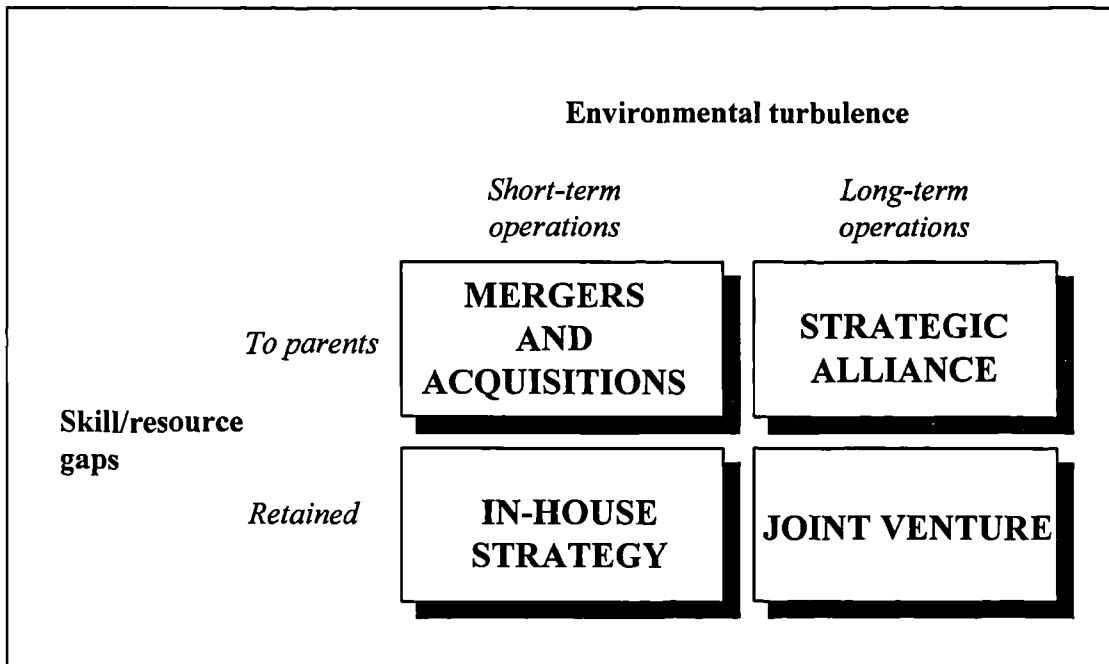 Environmental turbulence
Short-term
operations
Long-term
operations
To parents
MERGERS
AND
ACQUISITIONS
STRATEGIC
ALLIANCE
Skill/resource
gaps
Retained
IN-HOUSE
STRATEGY
JOINT VENTURE